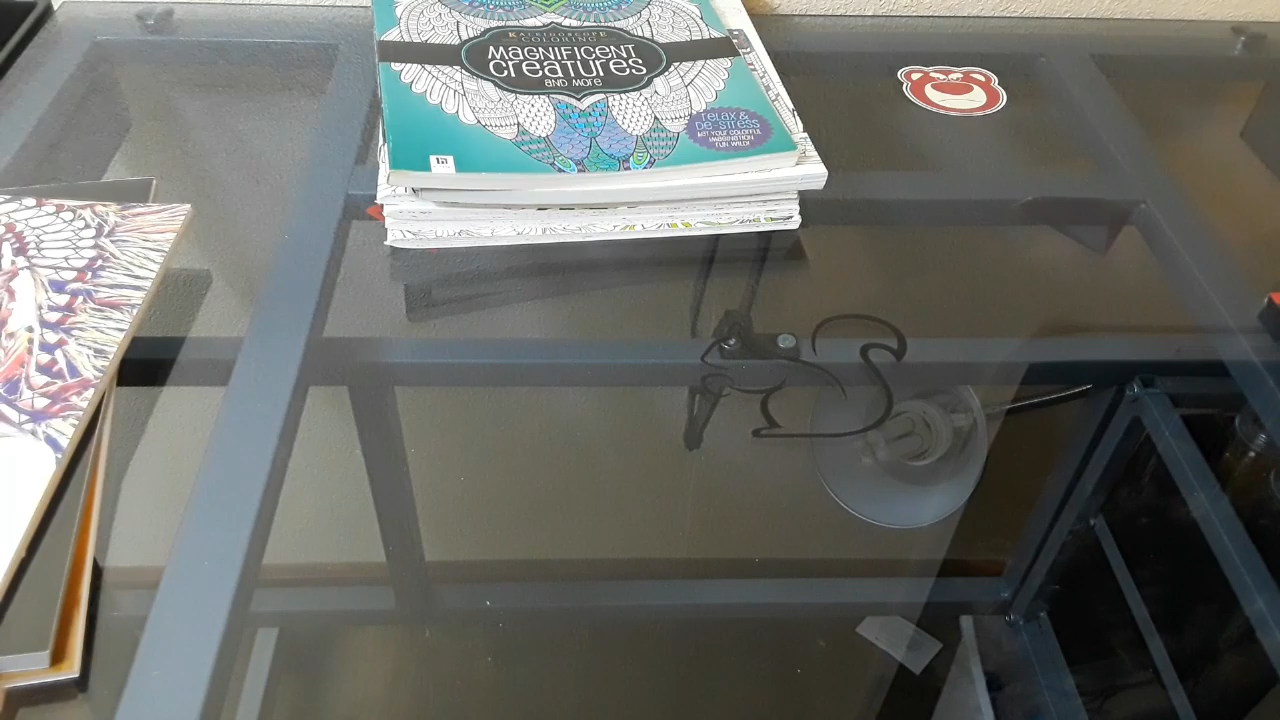 KALEIDOSCOPE
COLORING
MAGNIFICENT
CREATURES
AND MORE
RELAX &
DE-STRESS
LET YOUR COLORFUL
IMAGINATION
RUN WILD!